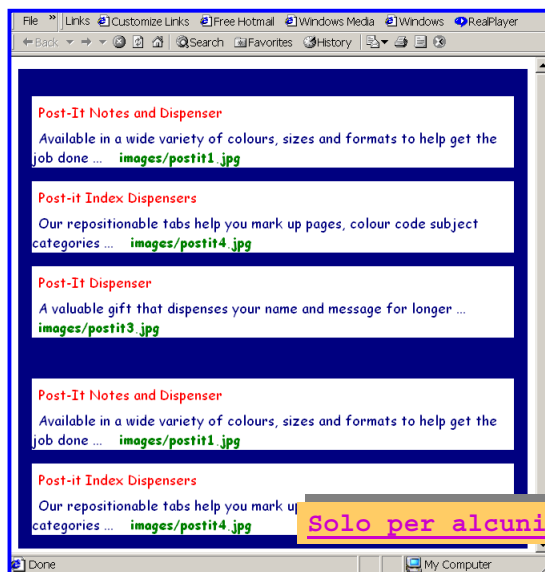 File » Links Customize Links Free Hotmail Windows Media Windows RealPlayer
Back Search Favorites History
Post-It Notes and Dispenser
Available in a wide variety of colours, sizes and formats to help get the
job done ... images/postit1.jpg
Post-it Index Dispensers
Our repositionable tabs help you mark up pages, colour code subject
categories ... images/postit4.jpg
Post-It Dispenser
A valuable gift that dispenses your name and message for longer ...
images/postit3.jpg
Post-It Notes and Dispenser
Available in a wide variety of colours, sizes and formats to help get the
job done ... images/postit1.jpg
Post-it Index Dispensers
Our repositionable tabs help you mark
categories ... images/postit4.jpg
Solo per alcuni
Done My Computer